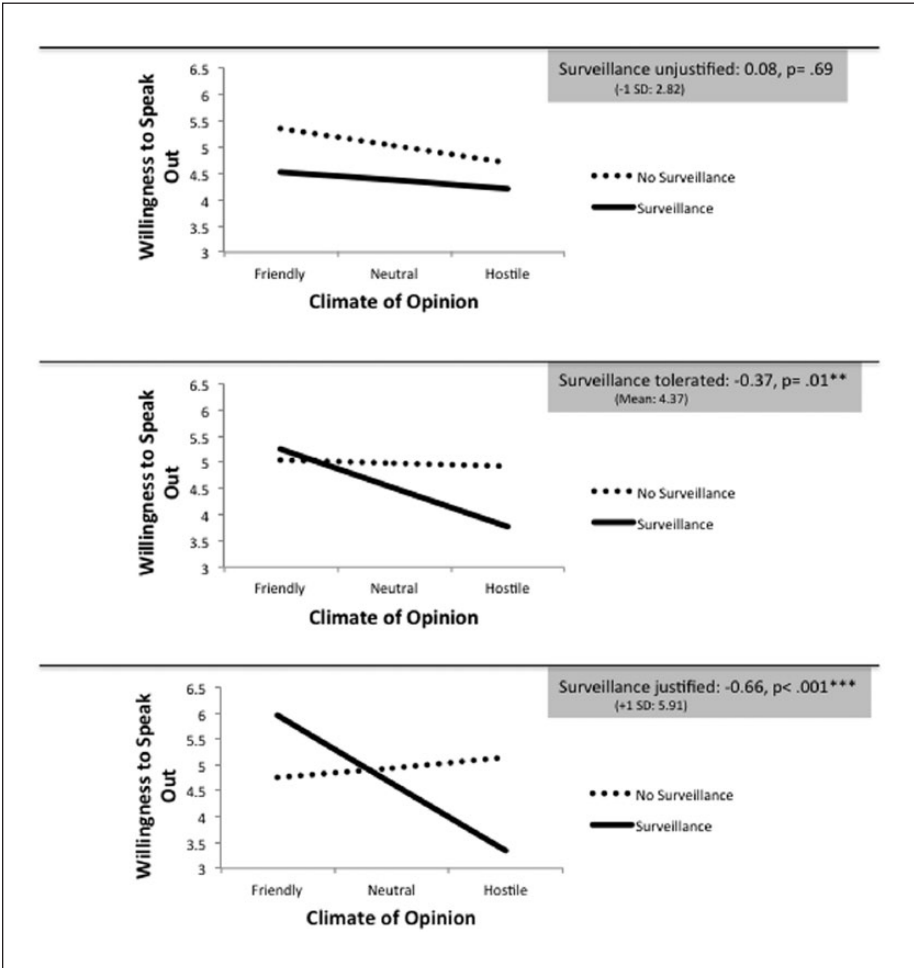 Surveillance unjustified: 0.08, p= .69
(-1 SD: 2.82)
Willingness to Speak
Out
6.5
6
5.5
5
4.5
4
3.5
3
Friendly Neutral Hostile
Climate of Opinion
No Surveillance
Surveillance
Surveillance tolerated: -0.37, p= .01**
(Mean: 4.37)
Willingness to Speak
Out
6.5
6
5.5
5
4.5
4
3.5
3
Friendly Neutral Hostile
Climate of Opinion
No Surveillance
Surveillance
Surveillance justified: -0.66, p< .001***
(+1 SD: 5.91)
Willingness to Speak
Out
6.5
6
5.5
5
4.5
4
3.5
3
Friendly Neutral Hostile
Climate of Opinion
No Surveillance
Surveillance